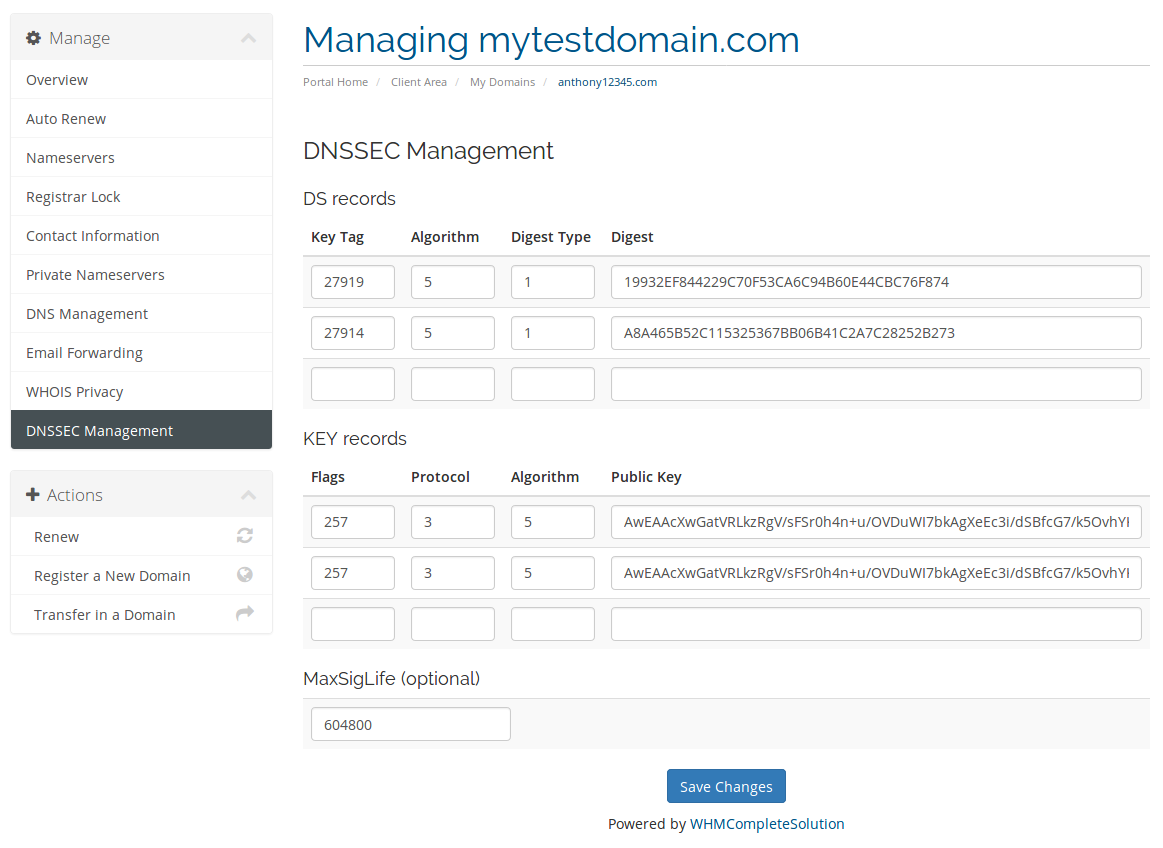 Manage
Overview
Auto Renew
Nameservers
Registrar Lock
Contact Information
Private Nameservers
DNS Management
Email Forwarding
WHOIS Privacy
DNSSEC Management
Actions
Renew
Register a New Domain
Transfer in a Domain
Managing mytestdomain.com
Portal Home / Client Area / My Domains / anthony12345.com
DNSSEC Management
DS records
Key Tag Algorithm Digest Type Digest
27919 5 1 19932EF844229C70F53CA6C94B60E44CBC76F874
27914 5 1 A8A465B52C115325367BB06B41C2A7C28252B273
KEY records
Flags Protocol Algorithm Public Key
257 3 5 AwEAAcXwGatVRLkzRgV/sFSr0h4n+u/OVDuWI7bkAgXeEc3i/dSBfcG7/k5OvhYI
257 3 5 AwEAAcXwGatVRLkzRgV/sFSr0h4n+u/OVDuWI7bkAgXeEc3i/dSBfcG7/k5OvhYI
MaxSigLife (optional)
604800
Save Changes
Powered by WHMCompleteSolution